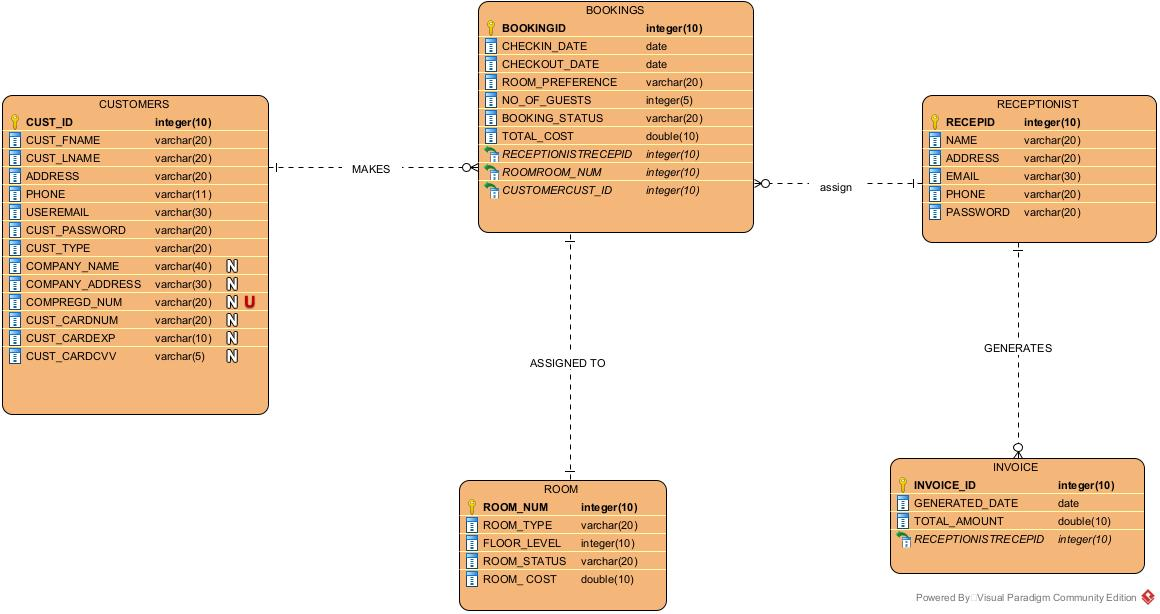 BOOKINGS
BOOKINGID integer(10)
CHECKIN_DATE date
CHECKOUT_DATE date
ROOM_PREFERENCE varchar(20)
NO_OF_GUESTS integer(5)
BOOKING_STATUS varchar(20)
TOTAL_COST double(10)
RECEPTIONISTRECEPID integer(10)
ROOMROOM_NUM integer(10)
CUSTOMERCUST_ID integer(10)
CUSTOMERS
CUST_ID integer(10)
CUST_FNAME varchar(20)
CUST_LNAME varchar(20)
ADDRESS varchar(20)
PHONE varchar(11)
USEREMAIL varchar(30)
CUST_PASSWORD varchar(20)
CUST_TYPE varchar(20)
COMPANY_NAME varchar(40) N
COMPANY_ADDRESS varchar(30) N
COMPREGD_NUM varchar(20) N U
CUST_CARDNUM varchar(20) N
CUST_CARDEXP varchar(10) N
CUST_CARDCVV varchar(5) N
MAKES
RECEPTIONIST
RECEPID integer(10)
NAME varchar(20)
ADDRESS varchar(20)
EMAIL varchar(30)
PHONE varchar(20)
PASSWORD varchar(20)
assign
ASSIGNED TO
GENERATES
ROOM
ROOM_NUM integer(10)
ROOM_TYPE varchar(20)
FLOOR_LEVEL integer(10)
ROOM_STATUS varchar(20)
ROOM_ COST double(10)
INVOICE
INVOICE_ID integer(10)
GENERATED_DATE date
TOTAL_AMOUNT double(10)
RECEPTIONISTRECEPID integer(10)
Powered By Visual Paradigm Community Edition